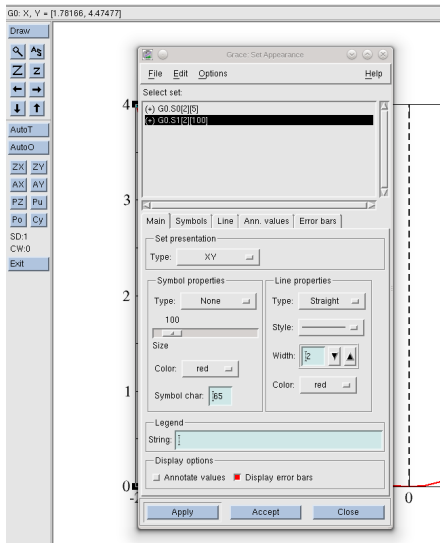 G0: X, Y = [1.78166, 4.47477]
Draw
AS
Z z
AutoT
AutoO
ZX ZY
AX AY
PZ Pu
Po Cy
SD:1
CW:0
Exit
Grace: Set Appearance
File Edit Options Help
Select set:
(+) G0.S0[2][5]
(+) G0.S1[2][100]
Main Symbols Line Ann. values Error bars
Set presentation
Type: XY
Symbol properties
Type: None
100
Size
Color: red
Symbol char: 65
Line properties
Type: Straight
Style:
Width: 2
Color: red
Legend
String:
Display options
Annotate values Display error bars
Apply Accept Close
4
3
2
1
0
0